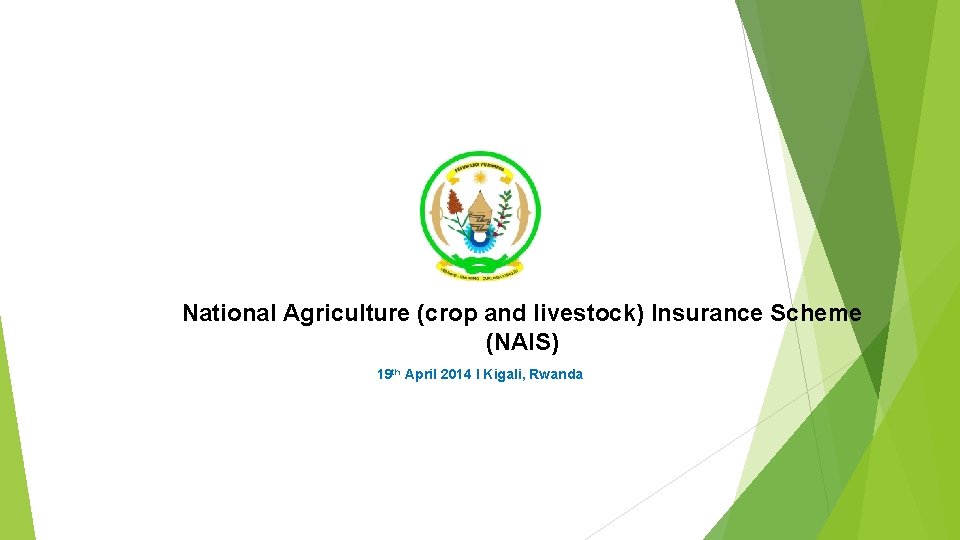 National Agriculture (crop and livestock) Insurance Scheme
(NAIS)
19th April 2014 I Kigali, Rwanda